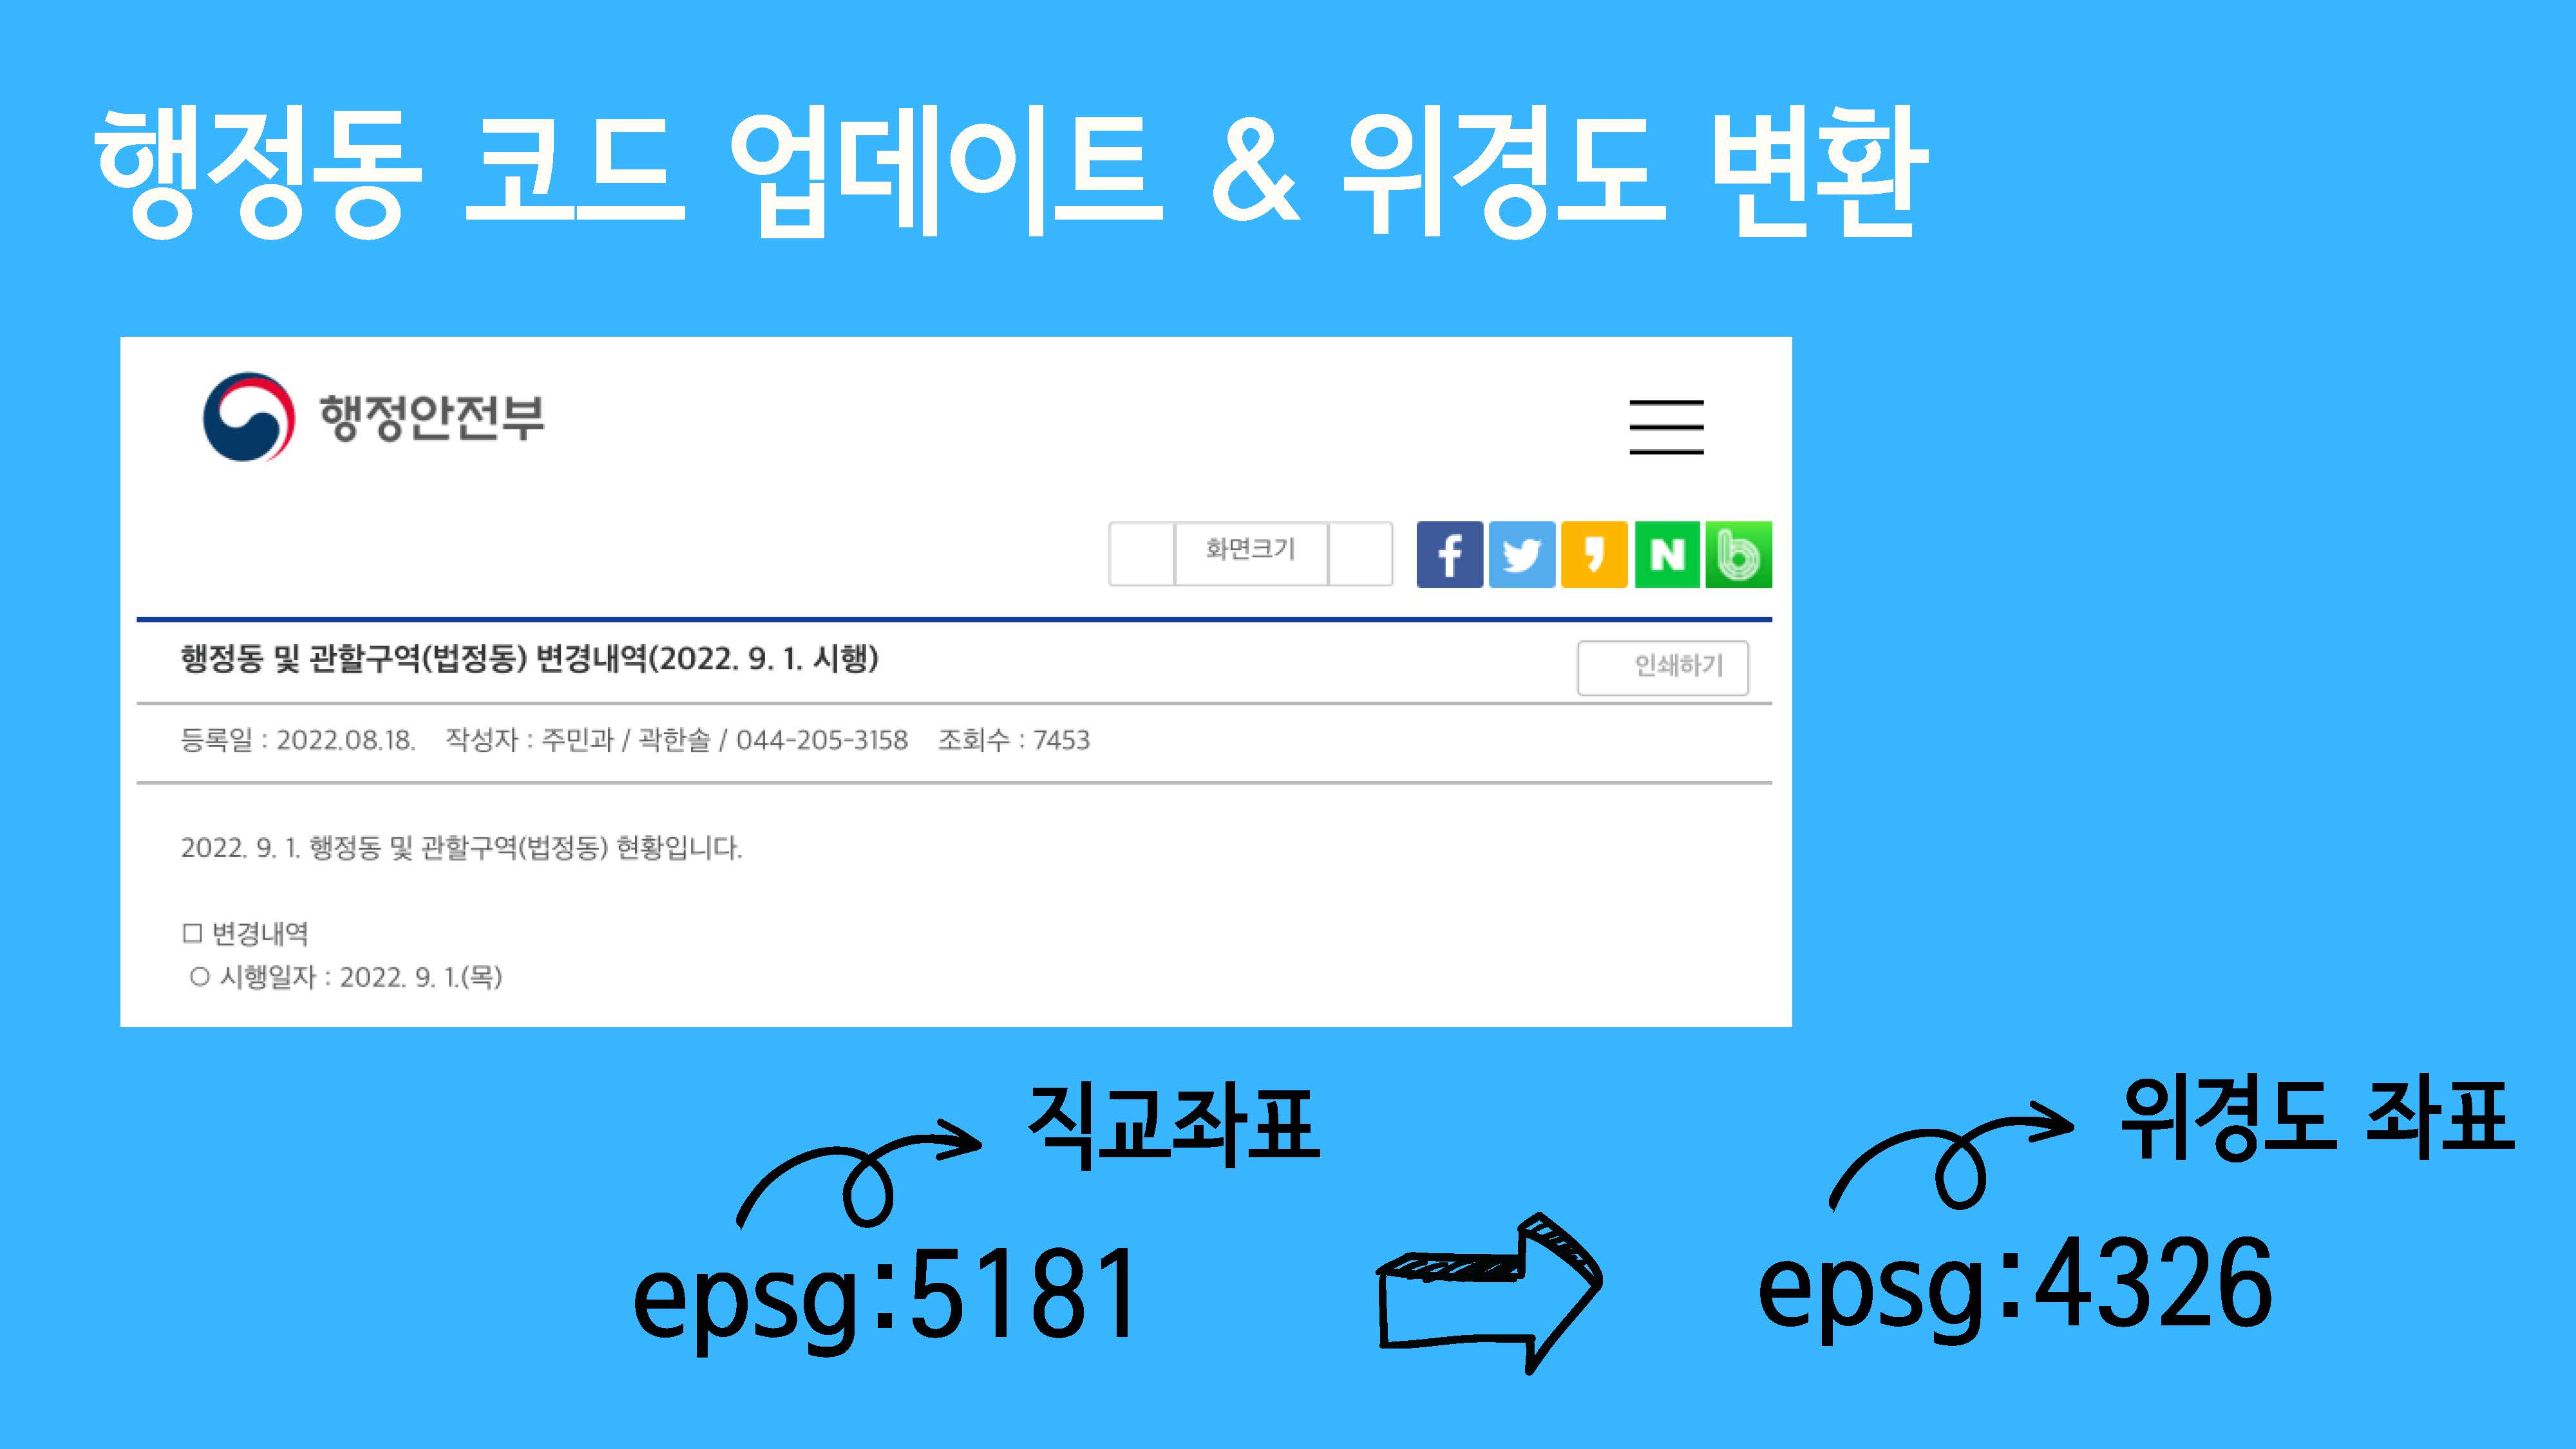 행정동 코드 업데이트 & 위경도 변환
행정안전부
화면크기
행정동 및 관할구역(법정동) 변경내역(2022. 9. 1. 시행)
인쇄하기
등록일 : 2022.08.18. 작성자 : 주민과 / 곽한솔 / 044-205-3158 조회수 : 7453
2022. 9. 1. 행정동 및 관할구역(법정동) 현황입니다.
□ 변경내역
○ 시행일자 : 2022. 9. 1.(목)
직교좌표
위경도 좌표
epsg:5181
epsg:4326